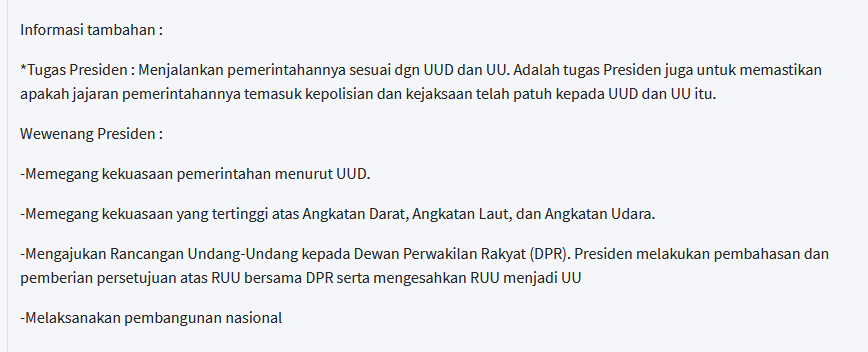 Informasi tambahan :
*Tugas Presiden : Menjalankan pemerintahannya sesuai dgn UUD dan UU. Adalah tugas Presiden juga untuk memastikan
apakah jajaran pemerintahannya temasuk kepolisian dan kejaksaan telah patuh kepada UUD dan UU itu.
Wewenang Presiden :
-Memegang kekuasaan pemerintahan menurut UUD.
-Memegang kekuasaan yang tertinggi atas Angkatan Darat, Angkatan Laut, dan Angkatan Udara.
-Mengajukan Rancangan Undang-Undang kepada Dewan Perwakilan Rakyat (DPR). Presiden melakukan pembahasan dan
pemberian persetujuan atas RUU bersama DPR serta mengesahkan RUU menjadi UU
-Melaksanakan pembangunan nasional